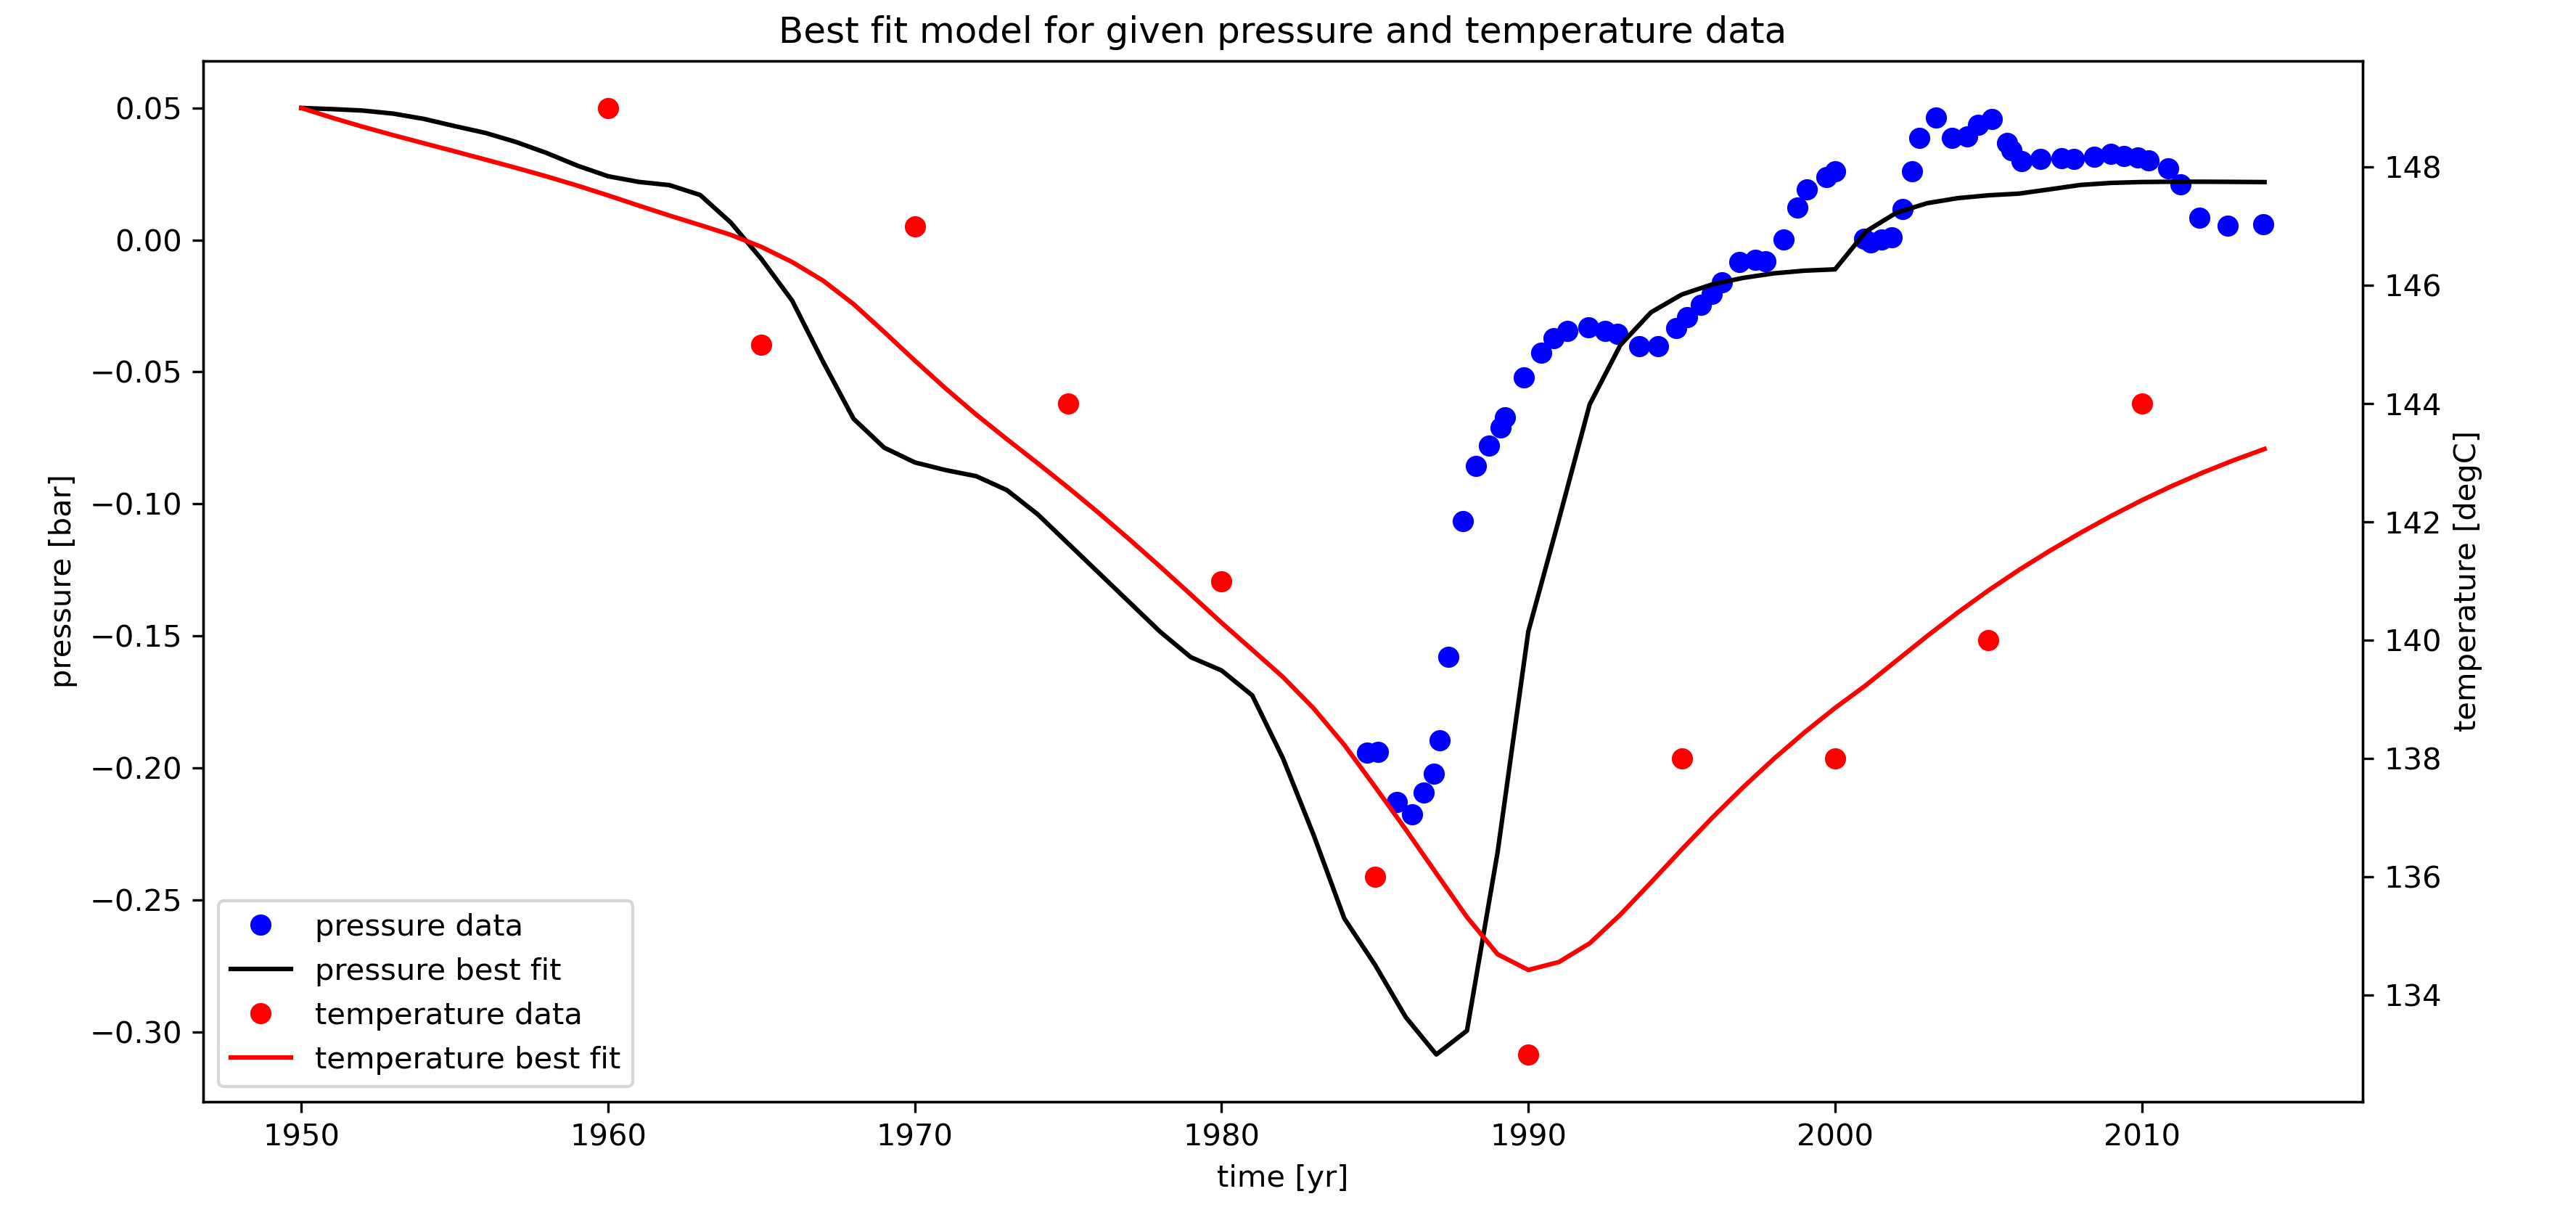 Best fit model for given pressure and temperature data
0.05
0.00
−0.05
−0.10
−0.15
−0.20
−0.25
−0.30
pressure [bar]
148
146
144
142
140
138
136
134
temperature [degC]
pressure data
pressure best fit
temperature data
temperature best fit
1950 1960 1970 1980 1990 2000 2010
time [yr]